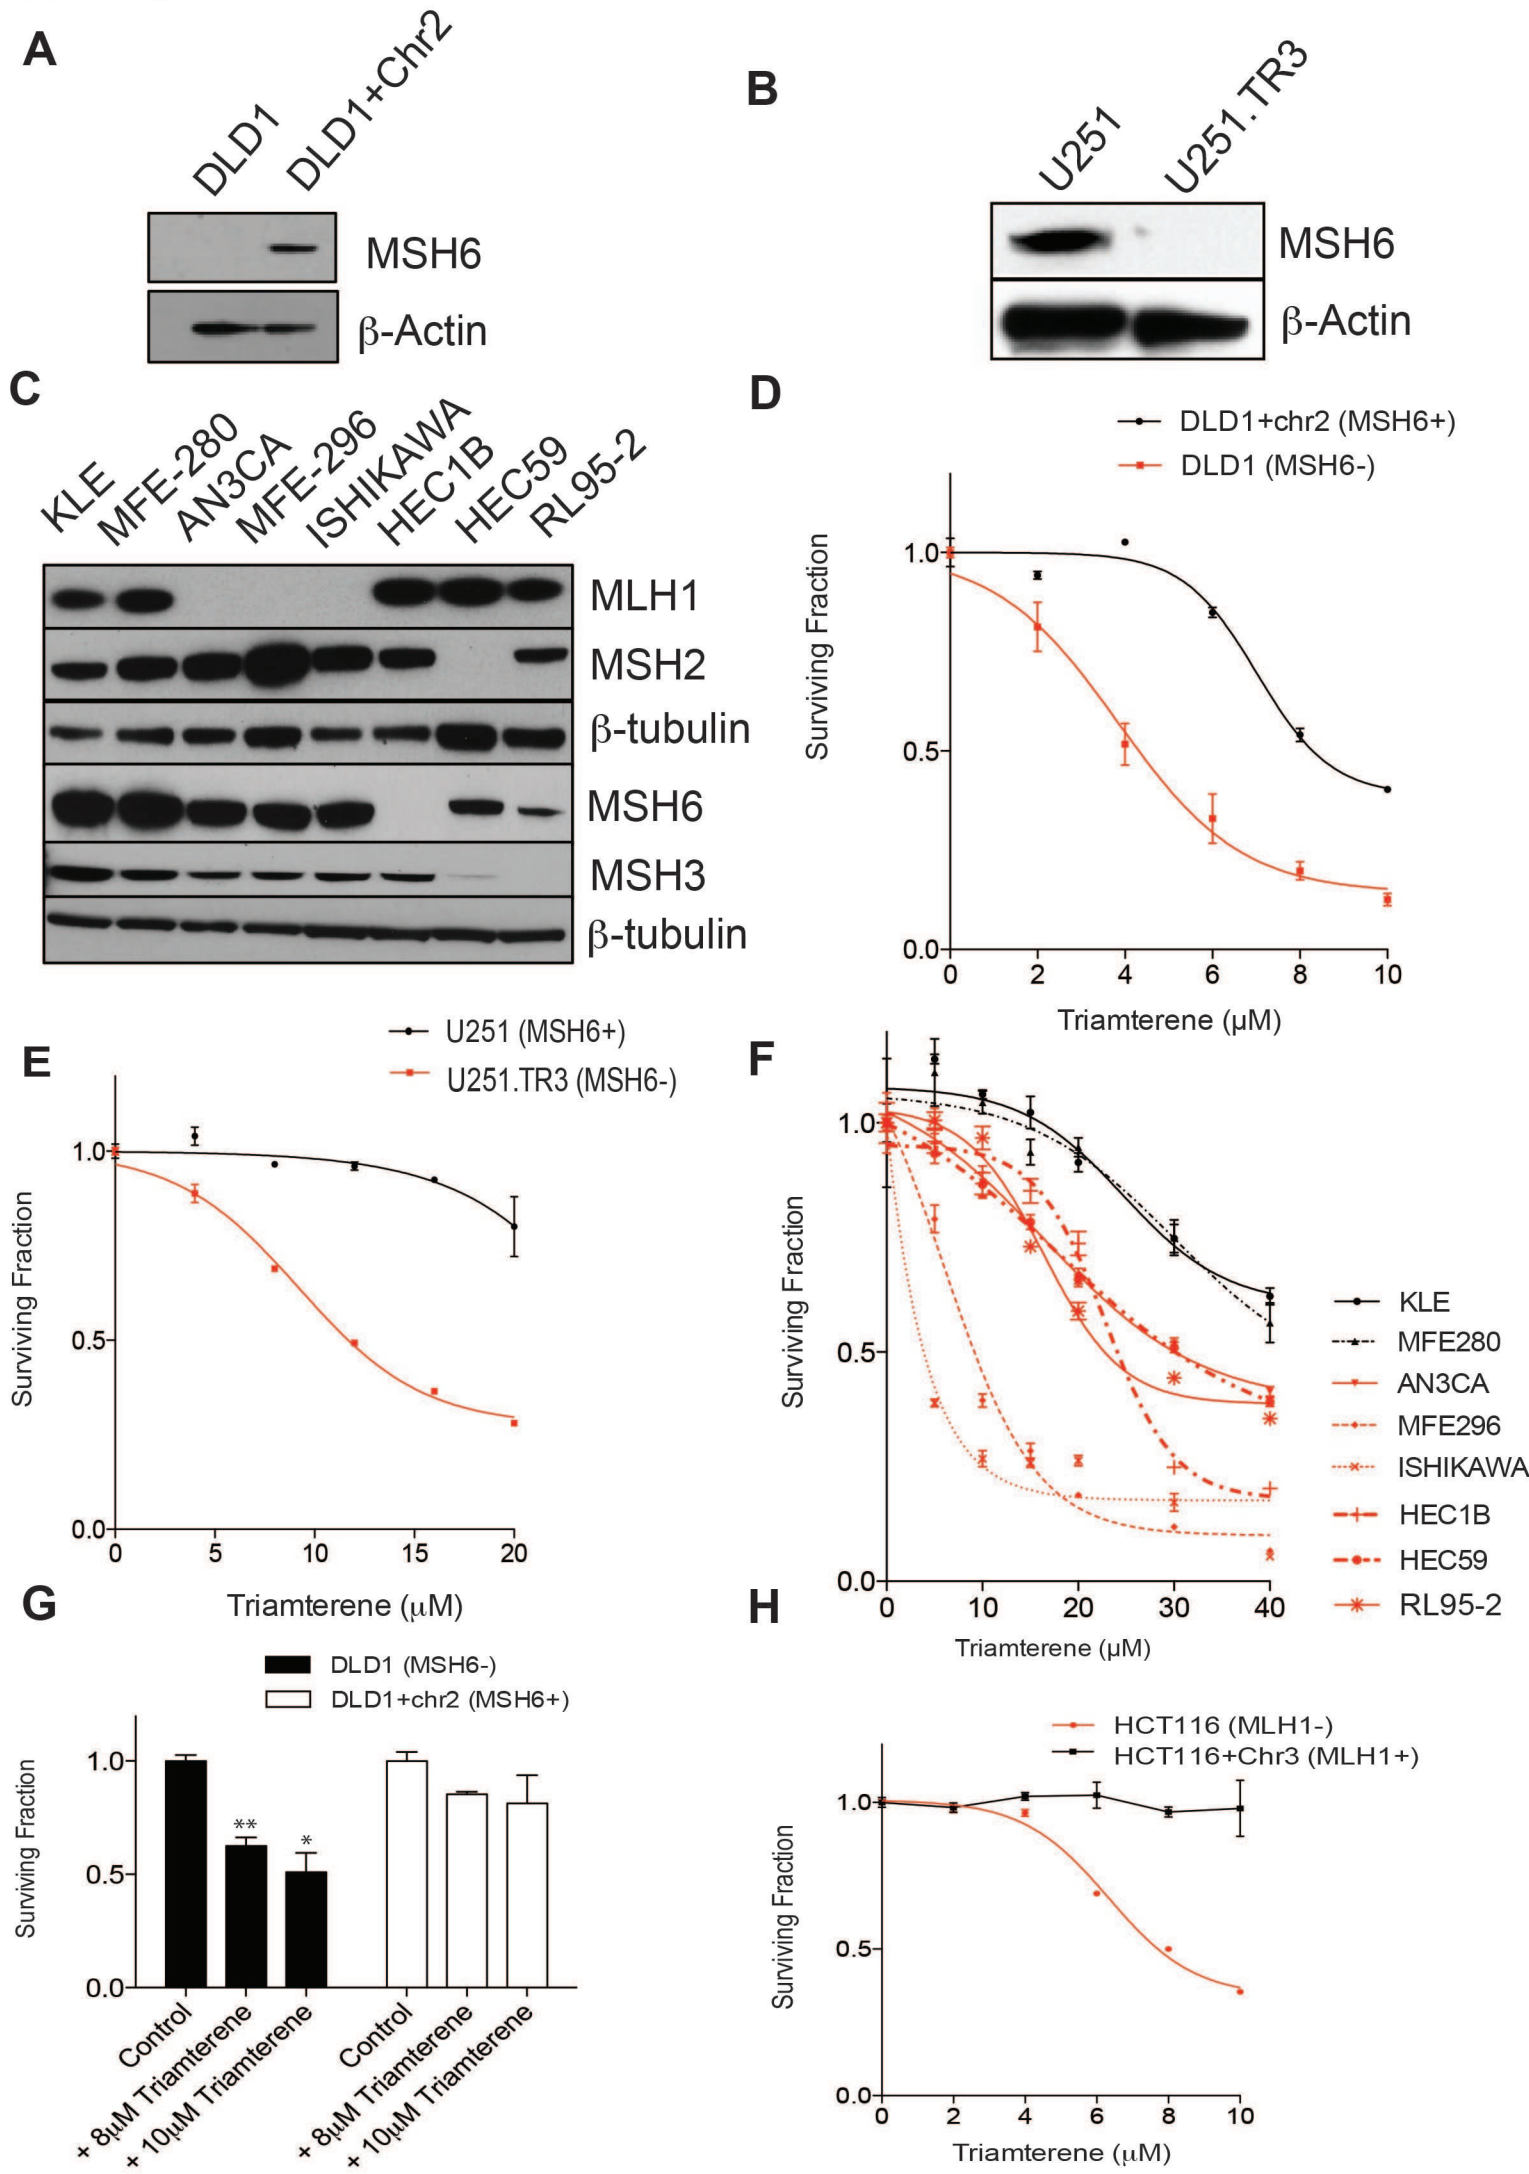 A
DLD1
DLD1+Chr2
MSH6
β-Actin
B
U251
U251.TR3
MSH6
β-Actin
C
KLE
MFE-280
AN3CA
MFE-296
ISHIKAWA
HEC1B
HEC59
RL95-2
MLH1
MSH2
β-tubulin
MSH6
MSH3
β-tubulin
D
DLD1+chr2 (MSH6+)
DLD1 (MSH6-)
Surviving Fraction
1.0
0.5
0.0
0 2 4 6 8 10
Triamterene (μM)
E
U251 (MSH6+)
U251.TR3 (MSH6-)
Surviving Fraction
1.0
0.5
0.0
0 5 10 15 20
Triamterene (μM)
F
Surviving Fraction
1.0
0.5
0.0
0 10 20 30 40
Triamterene (μM)
KLE
MFE280
AN3CA
MFE296
ISHIKAWA
HEC1B
HEC59
RL95-2
G
DLD1 (MSH6-)
DLD1+chr2 (MSH6+)
Surviving Fraction
1.0
0.5
0.0
**
*
Control
+ 8μM Triamterene
+ 10μM Triamterene
Control
+ 8μM Triamterene
+ 10μM Triamterene
H
HCT116 (MLH1-)
HCT116+Chr3 (MLH1+)
Surviving Fraction
1.0
0.5
0.0
0 2 4 6 8 10
Triamterene (μM)